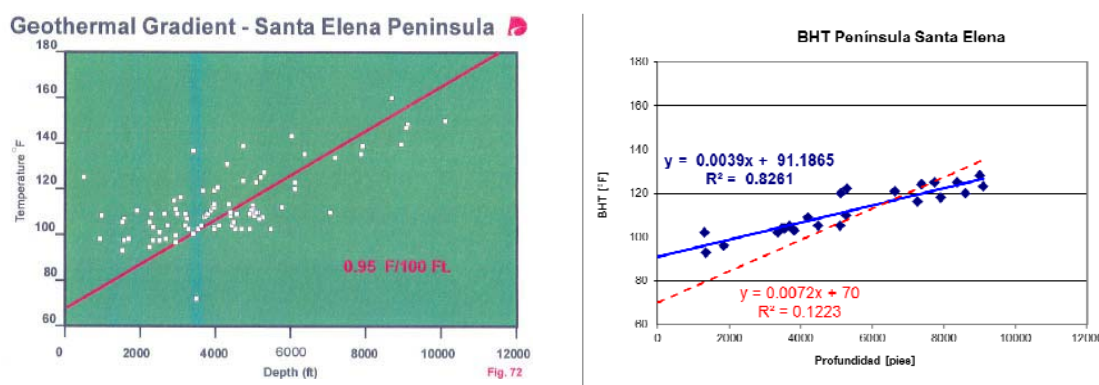 Geothermal Gradient - Santa Elena Peninsula
180
160
140
120
100
80
60
Temperature °F
0.95 F/100 FL
0 2000 4000 6000 8000 10000 12000
Depth (ft)
Fig. 72
BHT Península Santa Elena
180
160
140
120
100
80
60
BHT [°F]
y = 0.0039x + 91.1865
R² = 0.8261
y = 0.0072x + 70
R² = 0.1223
0 2000 4000 6000 8000 10000 12000
Profundidad [pies]